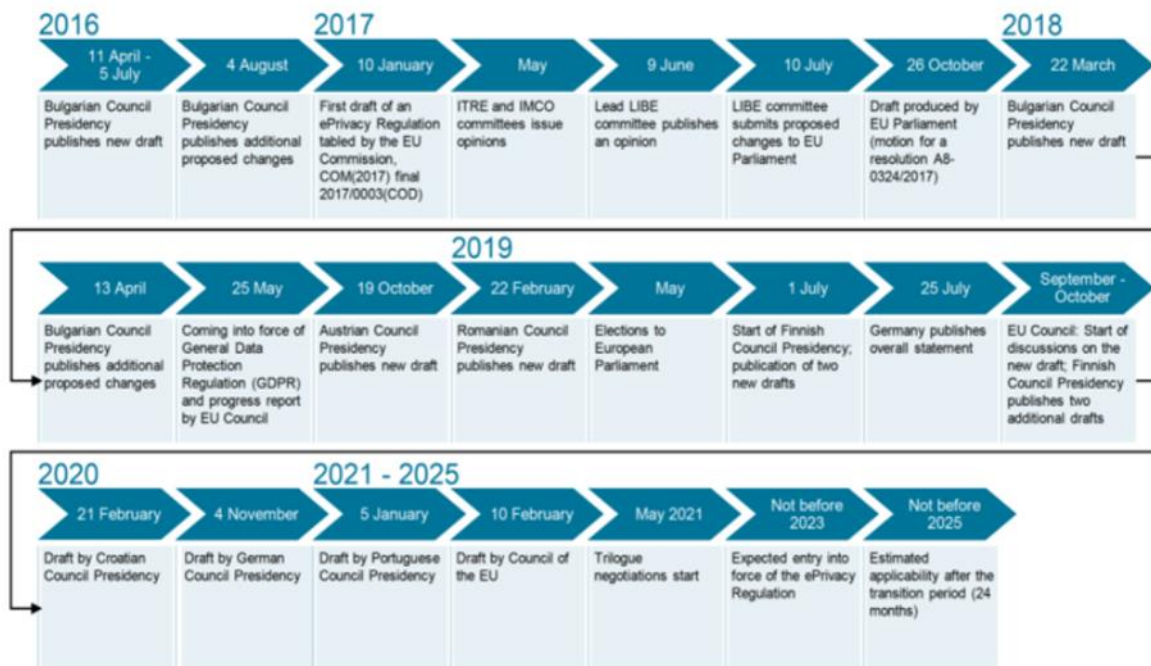 2016
2017
2018
11 April -
5 July
4 August
10 January
May
9 June
10 July
26 October
22 March
Bulgarian Council
Presidency
publishes new draft
Bulgarian Council
Presidency
publishes additional
proposed changes
First draft of an
ePrivacy Regulation
tabled by the EU
Commission,
COM(2017) final
2017/0003(COD)
ITRE and IMCO
committees issue
opinions
Lead LIBE
committee publishes
an opinion
LIBE committee
submits proposed
changes to EU
Parliament
Draft produced by
EU Parliament
(motion for a
resolution A8-
0324/2017)
Bulgarian Council
Presidency
publishes new draft
2019
13 April
25 May
19 October
22 February
May
1 July
25 July
September -
October
Bulgarian Council
Presidency
publishes additional
proposed changes
Coming into force of
General Data
Protection
Regulation (GDPR)
and progress report
by EU Council
Austrian Council
Presidency
publishes new draft
Romanian Council
Presidency
publishes new draft
Elections to
European
Parliament
Start of Finnish
Council Presidency;
publication of two
new drafts
Germany publishes
overall statement
EU Council: Start of
discussions on the
new draft; Finnish
Council Presidency
publishes two
additional drafts
2020
2021 - 2025
21 February
4 November
5 January
10 February
May 2021
Not before
2023
Not before
2025
Draft by Croatian
Council Presidency
Draft by German
Council Presidency
Draft by Portuguese
Council Presidency
Draft by Council of
the EU
Trilogue
negotiations start
Expected entry into
force of the ePrivacy
Regulation
Estimated
applicability after the
transition period (24
months)